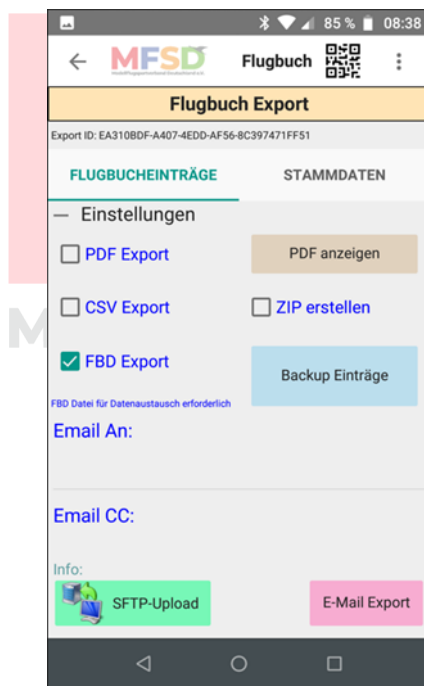 85 % 08:38
MFSD Flugbuch
Modellflugsportverband Deutschland e.V.
Flugbuch Export
Export ID: EA310BDF-A407-4EDD-AF56-8C397471FF51
FLUGBUCHEINTRÄGE STAMMDATEN
— Einstellungen
PDF Export PDF anzeigen
CSV Export ZIP erstellen
FBD Export Backup Einträge
FBD Datei für Datenaustausch erforderlich
Email An:
Email CC:
Info:
SFTP-Upload E-Mail Export
M